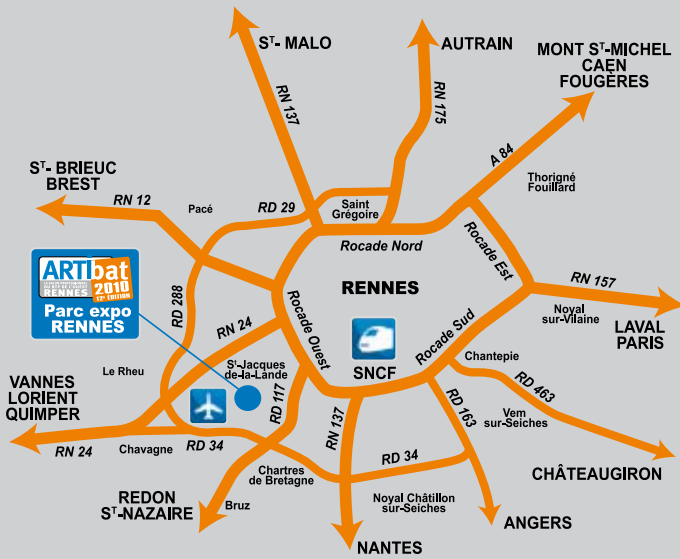 Sᵀ- MALO
AUTRAIN
MONT Sᵀ-MICHEL
CAEN
FOUGÈRES
RN 137
RN 175
A 84
Thorigné
Fouillard
Sᵀ- BRIEUC
BREST
RN 12
Pacé
RD 29
Saint
Grégoire
Rocade Nord
Rocade Est
ARTIbat
RENNES
2010
12ᵉ ÉDITION
Parc expo
RENNES
RD 288
RENNES
RN 157
Noyal
sur-Vilaine
LAVAL
PARIS
RN 24
Rocade Ouest
SNCF
Rocade Sud
Chantepie
Le Rheu
Sᵀ-Jacques
de-la-Lande
VANNES
LORIENT
QUIMPER
RD 117
RN 137
RD 163
RD 463
Vem
sur-Seiches
RN 24
Chavagne
RD 34
Chartres
de Bretagne
RD 34
CHÂTEAUGIRON
REDON
Sᵀ-NAZAIRE
Bruz
Noyal Châtillon
sur-Seiches
ANGERS
NANTES